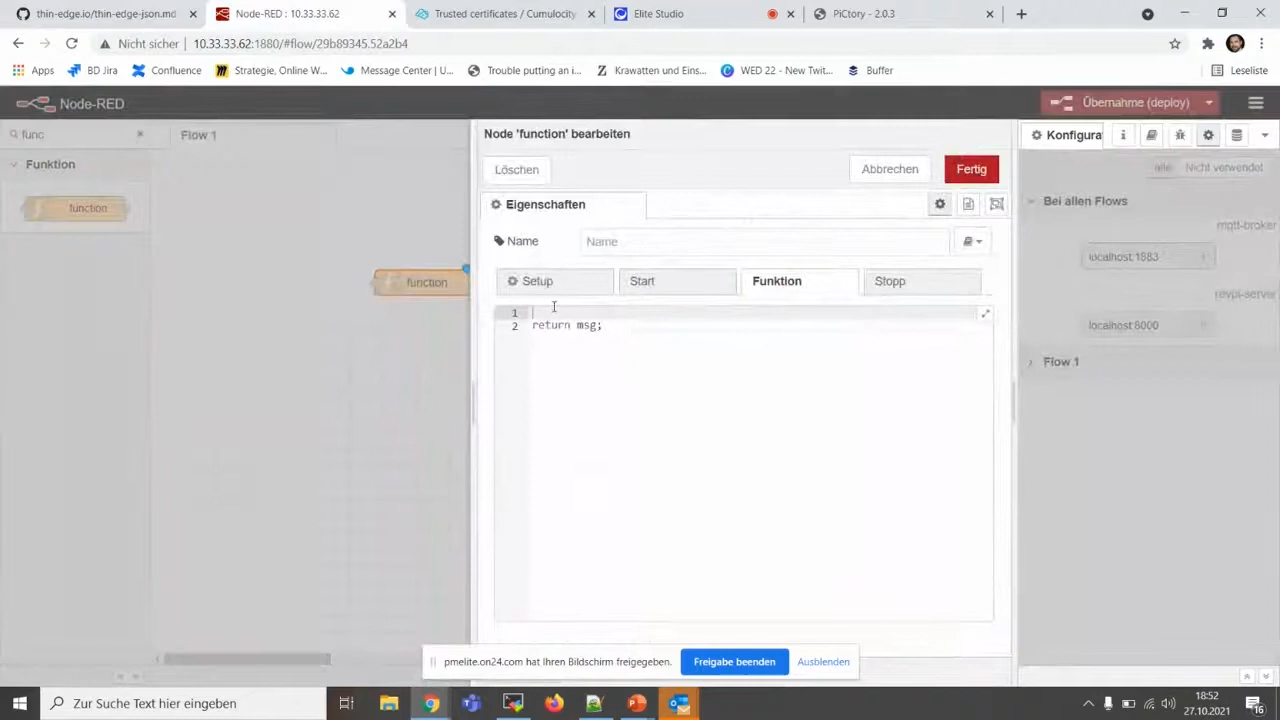 thin-edge.io/thin-edge-json.md
Node-RED : 10.33.33.62
Trusted certificates / Cumulocity
Elite Studio
PiCtory - 2.0.3
Nicht sicher
10.33.33.62:1880/#flow/29b89345.52a2b4
Apps
BD Jira
Confluence
Strategie, Online W...
Message Center | U...
Trouble putting an i...
Krawatten und Eins...
WED 22 - New Twit...
Buffer
Leseliste
Node-RED
Übernahme (deploy)
func
Flow 1
Node 'function' bearbeiten
Konfigura
Funktion
Löschen
Abbrechen
Fertig
alle
Nicht verwendet
function
Eigenschaften
Bei allen Flows
mqtt-broker
Name
Name
localhost:1883
function
Setup
Start
Funktion
Stopp
revpi-server
1
localhost:8000
2
return msg;
Flow 1
pmelite.on24.com hat Ihren Bildschirm freigegeben.
Freigabe beenden
Ausblenden
Zur Suche Text hier eingeben
18:52
27.10.2021
16